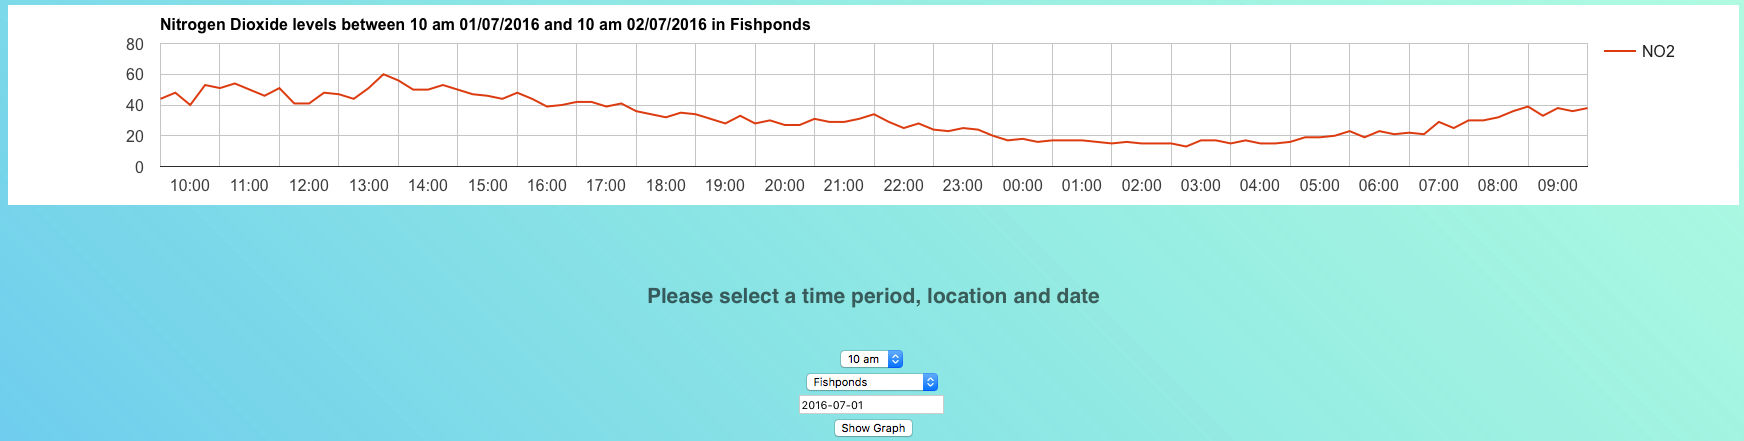 Nitrogen Dioxide levels between 10 am 01/07/2016 and 10 am 02/07/2016 in Fishponds
80
60
40
20
0
NO2
10:00 11:00 12:00 13:00 14:00 15:00 16:00 17:00 18:00 19:00 20:00 21:00 22:00 23:00 00:00 01:00 02:00 03:00 04:00 05:00 06:00 07:00 08:00 09:00
Please select a time period, location and date
10 am
Fishponds
2016-07-01
Show Graph